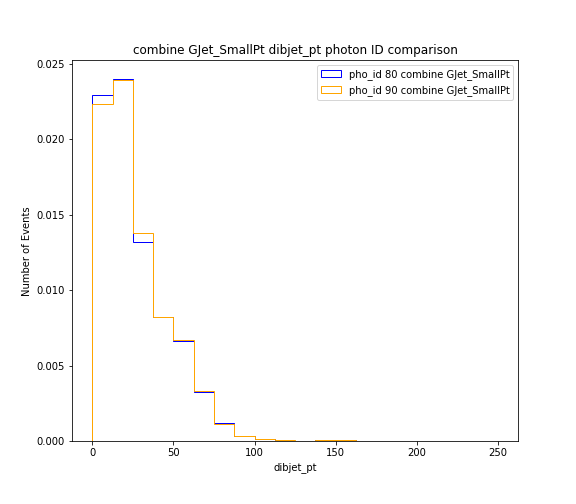 combine GJet_SmallPt dibjet_pt photon ID comparison
pho_id 80 combine GJet_SmallPt
pho_id 90 combine GJet_SmallPt
Number of Events
0.025
0.020
0.015
0.010
0.005
0.000
0
50
100
150
200
250
dibjet_pt